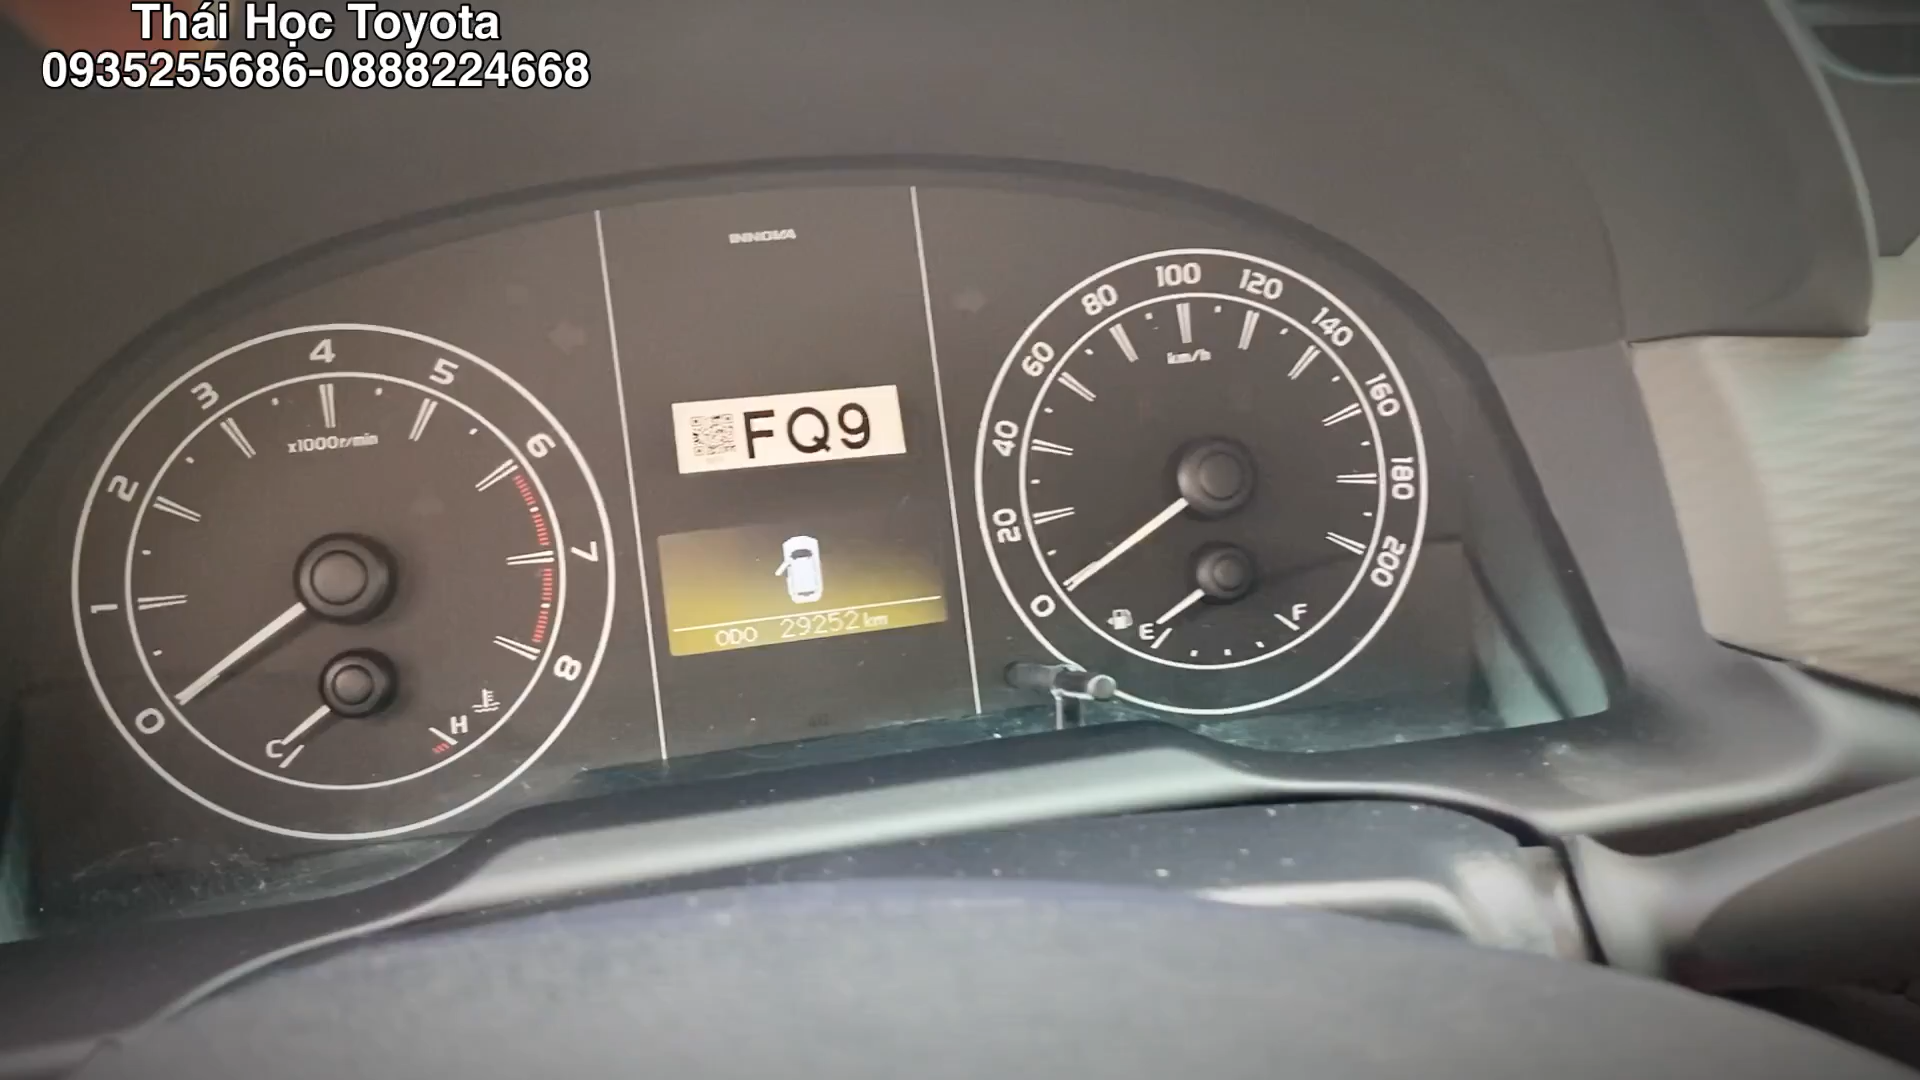 Thái Học Toyota
0935255686-0888224668
INNOVA
0
1
2
3
4
5
6
7
8
x1000r/min
C
H
FQ9
ODO 29252 km
0
20
40
60
80
100
120
140
160
180
200
km/h
E
F